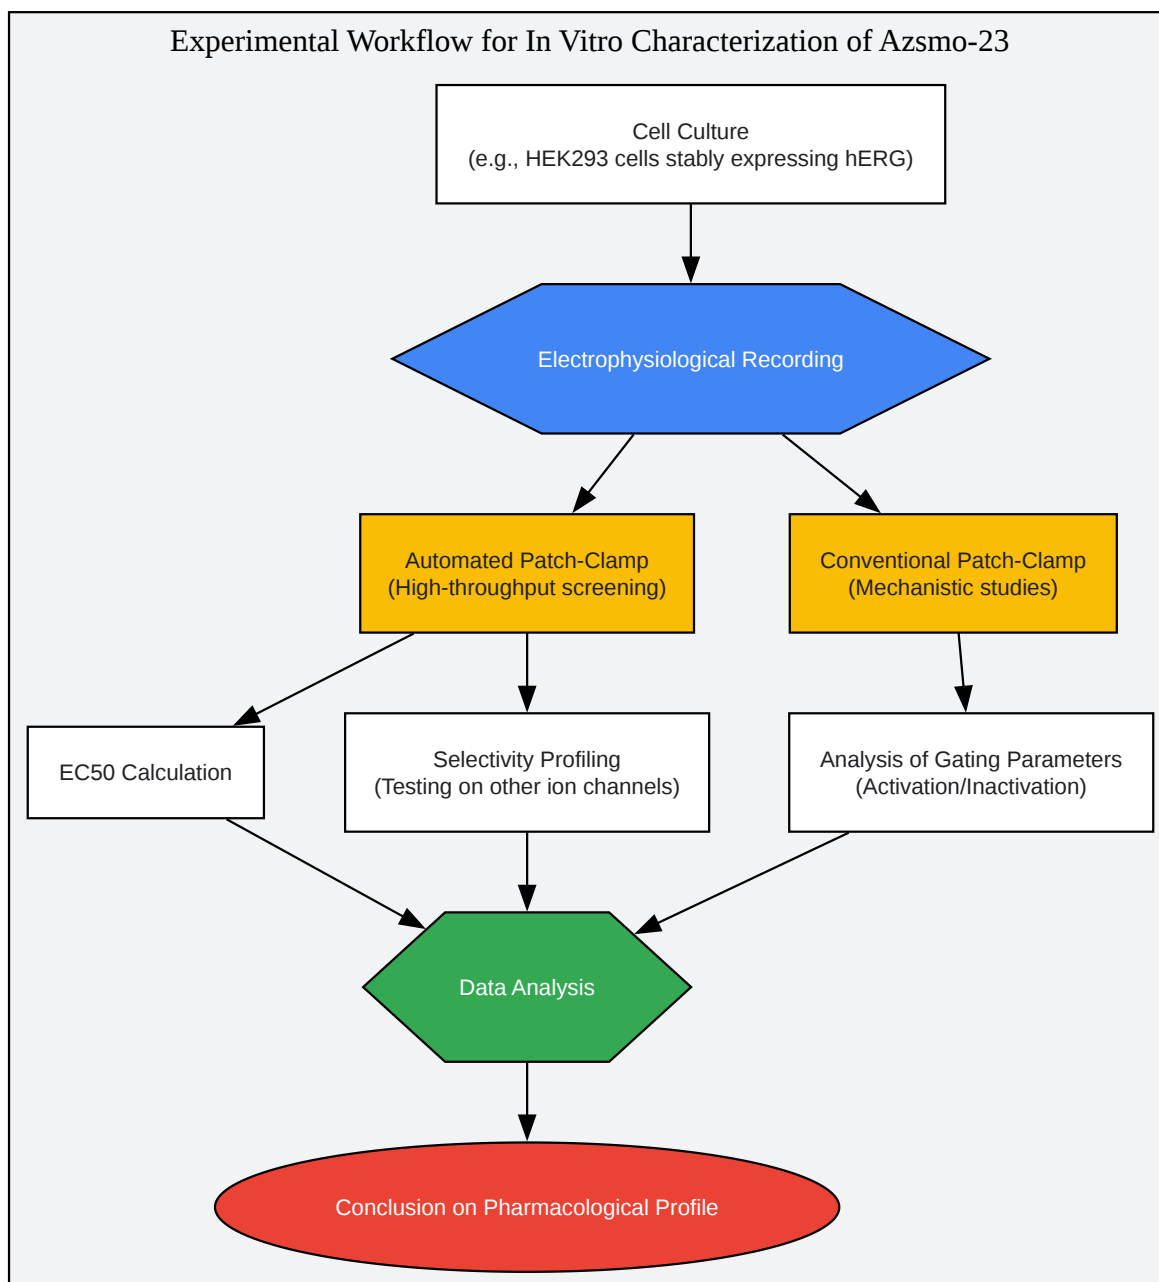 Experimental Workflow for In Vitro Characterization of Azsmo-23
Cell Culture
(e.g., HEK293 cells stably expressing hERG)
Electrophysiological Recording
Automated Patch-Clamp
(High-throughput screening)
Conventional Patch-Clamp
(Mechanistic studies)
EC50 Calculation
Selectivity Profiling
(Testing on other ion channels)
Analysis of Gating Parameters
(Activation/Inactivation)
Data Analysis
Conclusion on Pharmacological Profile